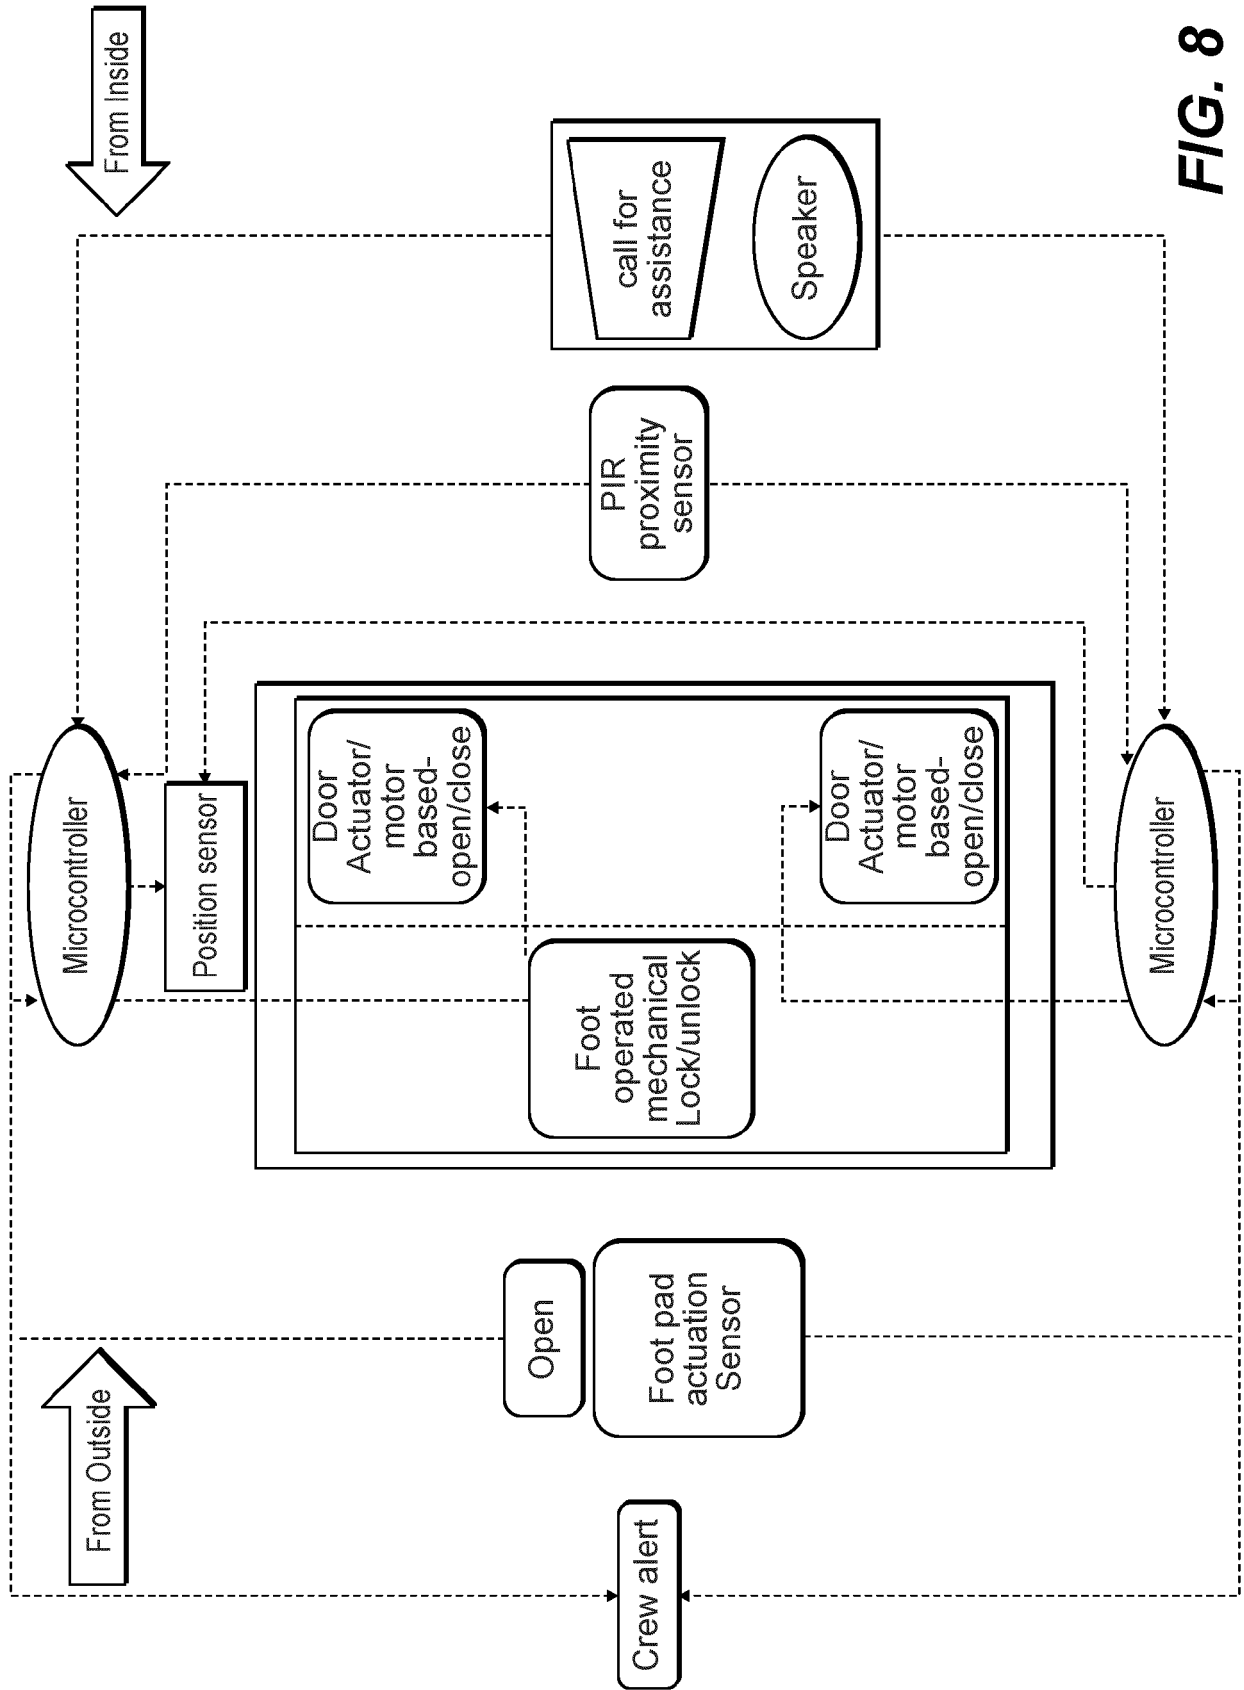 From Outside
From Inside
Microcontroller
Position sensor
Crew alert
Open
Foot pad
actuation
Sensor
Foot
operated
mechanical
Lock/unlock
Door
Actuator/
motor
based-
open/close
Door
Actuator/
motor
based-
open/close
PIR
proximity
sensor
call for
assistance
Speaker
Microcontroller
FIG. 8